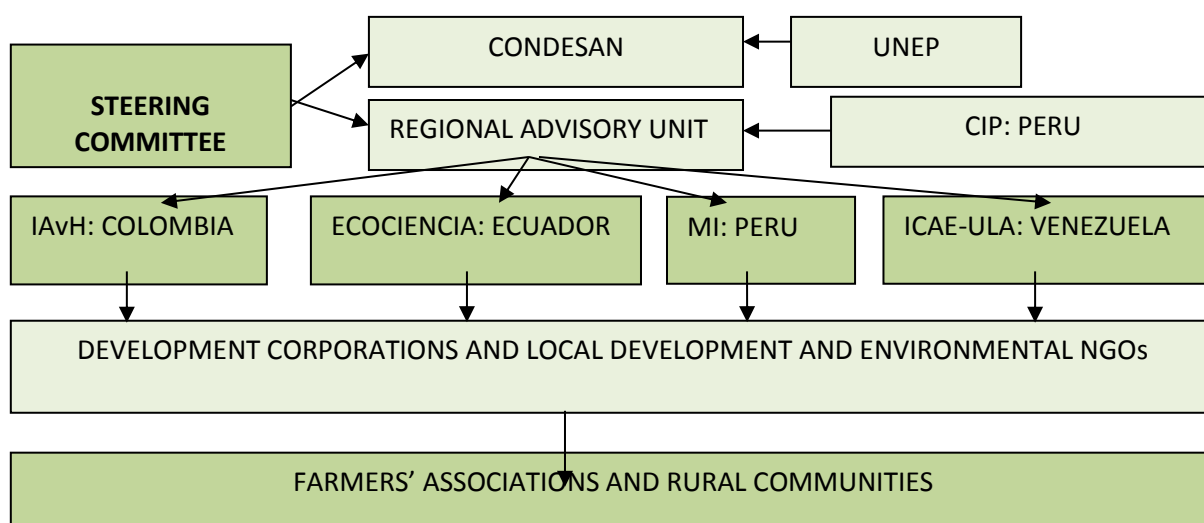 CONDESAN
UNEP
STEERING
COMMITTEE
REGIONAL ADVISORY UNIT
CIP: PERU
IAvH: COLOMBIA
ECOCIENCIA: ECUADOR
MI: PERU
ICAE-ULA: VENEZUELA
DEVELOPMENT CORPORATIONS AND LOCAL DEVELOPMENT AND ENVIRONMENTAL NGOs
FARMERS’ ASSOCIATIONS AND RURAL COMMUNITIES